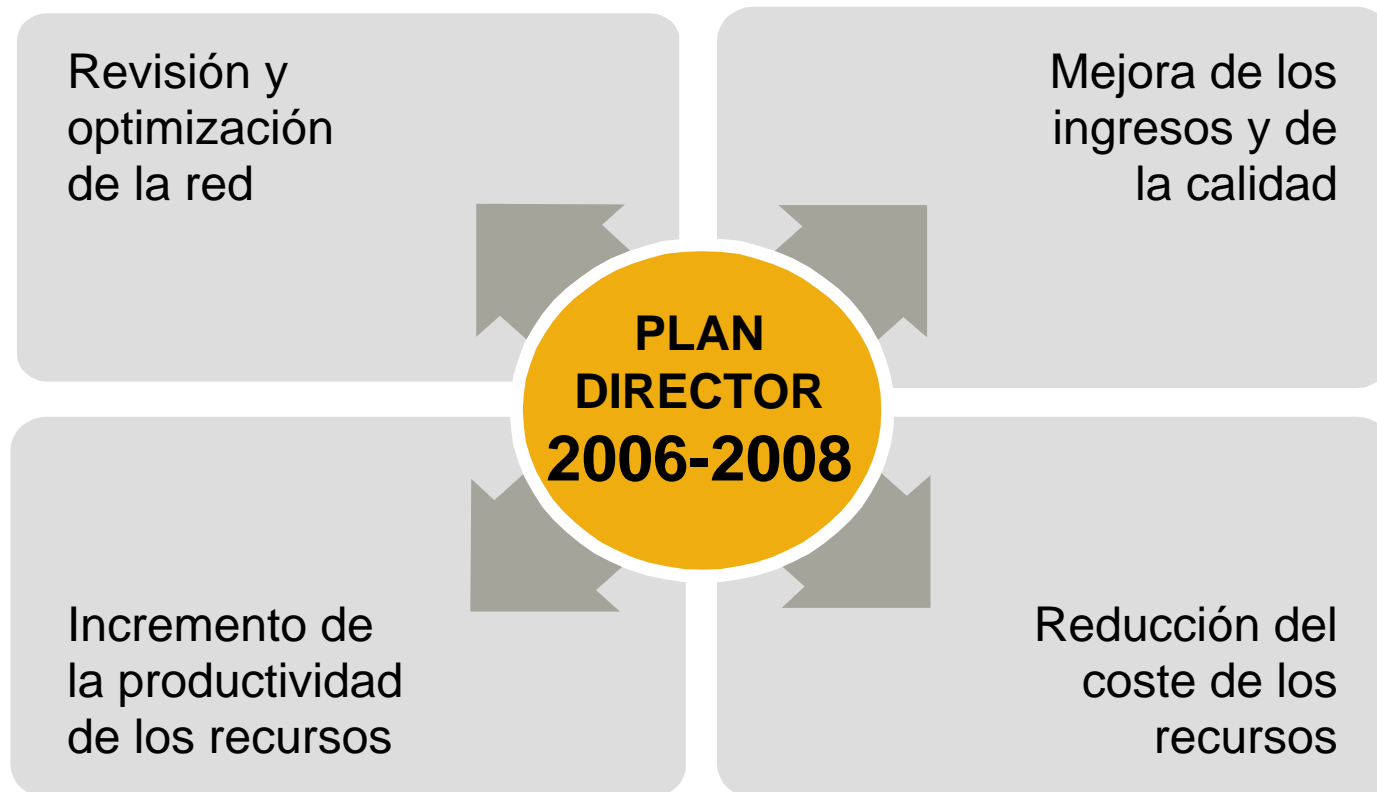 Revisión y
optimización
de la red
Mejora de los
ingresos y de
la calidad
PLAN
DIRECTOR
2006-2008
Incremento de
la productividad
de los recursos
Reducción del
coste de los
recursos